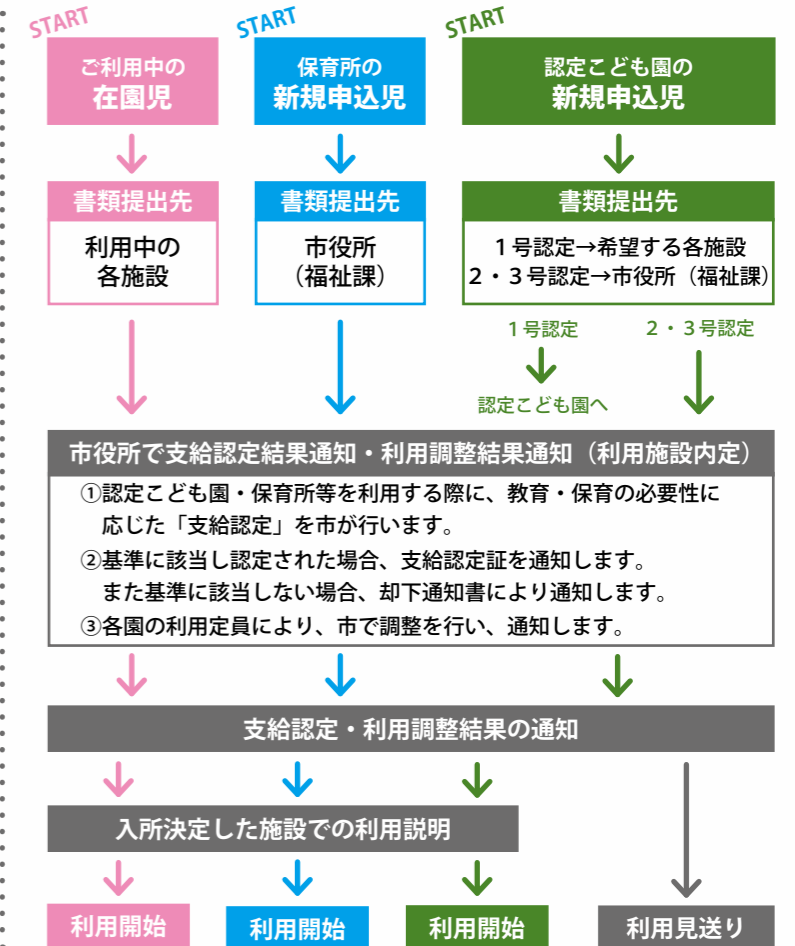 START
ご利用中の
在園児
START
保育所の
新規申込児
START
認定こども園の
新規申込児
書類提出先
利用中の
各施設
書類提出先
市役所
（福祉課）
書類提出先
１号認定→希望する各施設
２・３号認定→市役所（福祉課）
１号認定
２・３号認定
認定こども園へ
市役所で支給認定結果通知・利用調整結果通知（利用施設内定）
①認定こども園・保育所等を利用する際に、教育・保育の必要性に
応じた「支給認定」を市が行います。
②基準に該当し認定された場合、支給認定証を通知します。
また基準に該当しない場合、却下通知書により通知します。
③各園の利用定員により、市で調整を行い、通知します。
支給認定・利用調整結果の通知
入所決定した施設での利用説明
利用開始
利用開始
利用開始
利用見送り